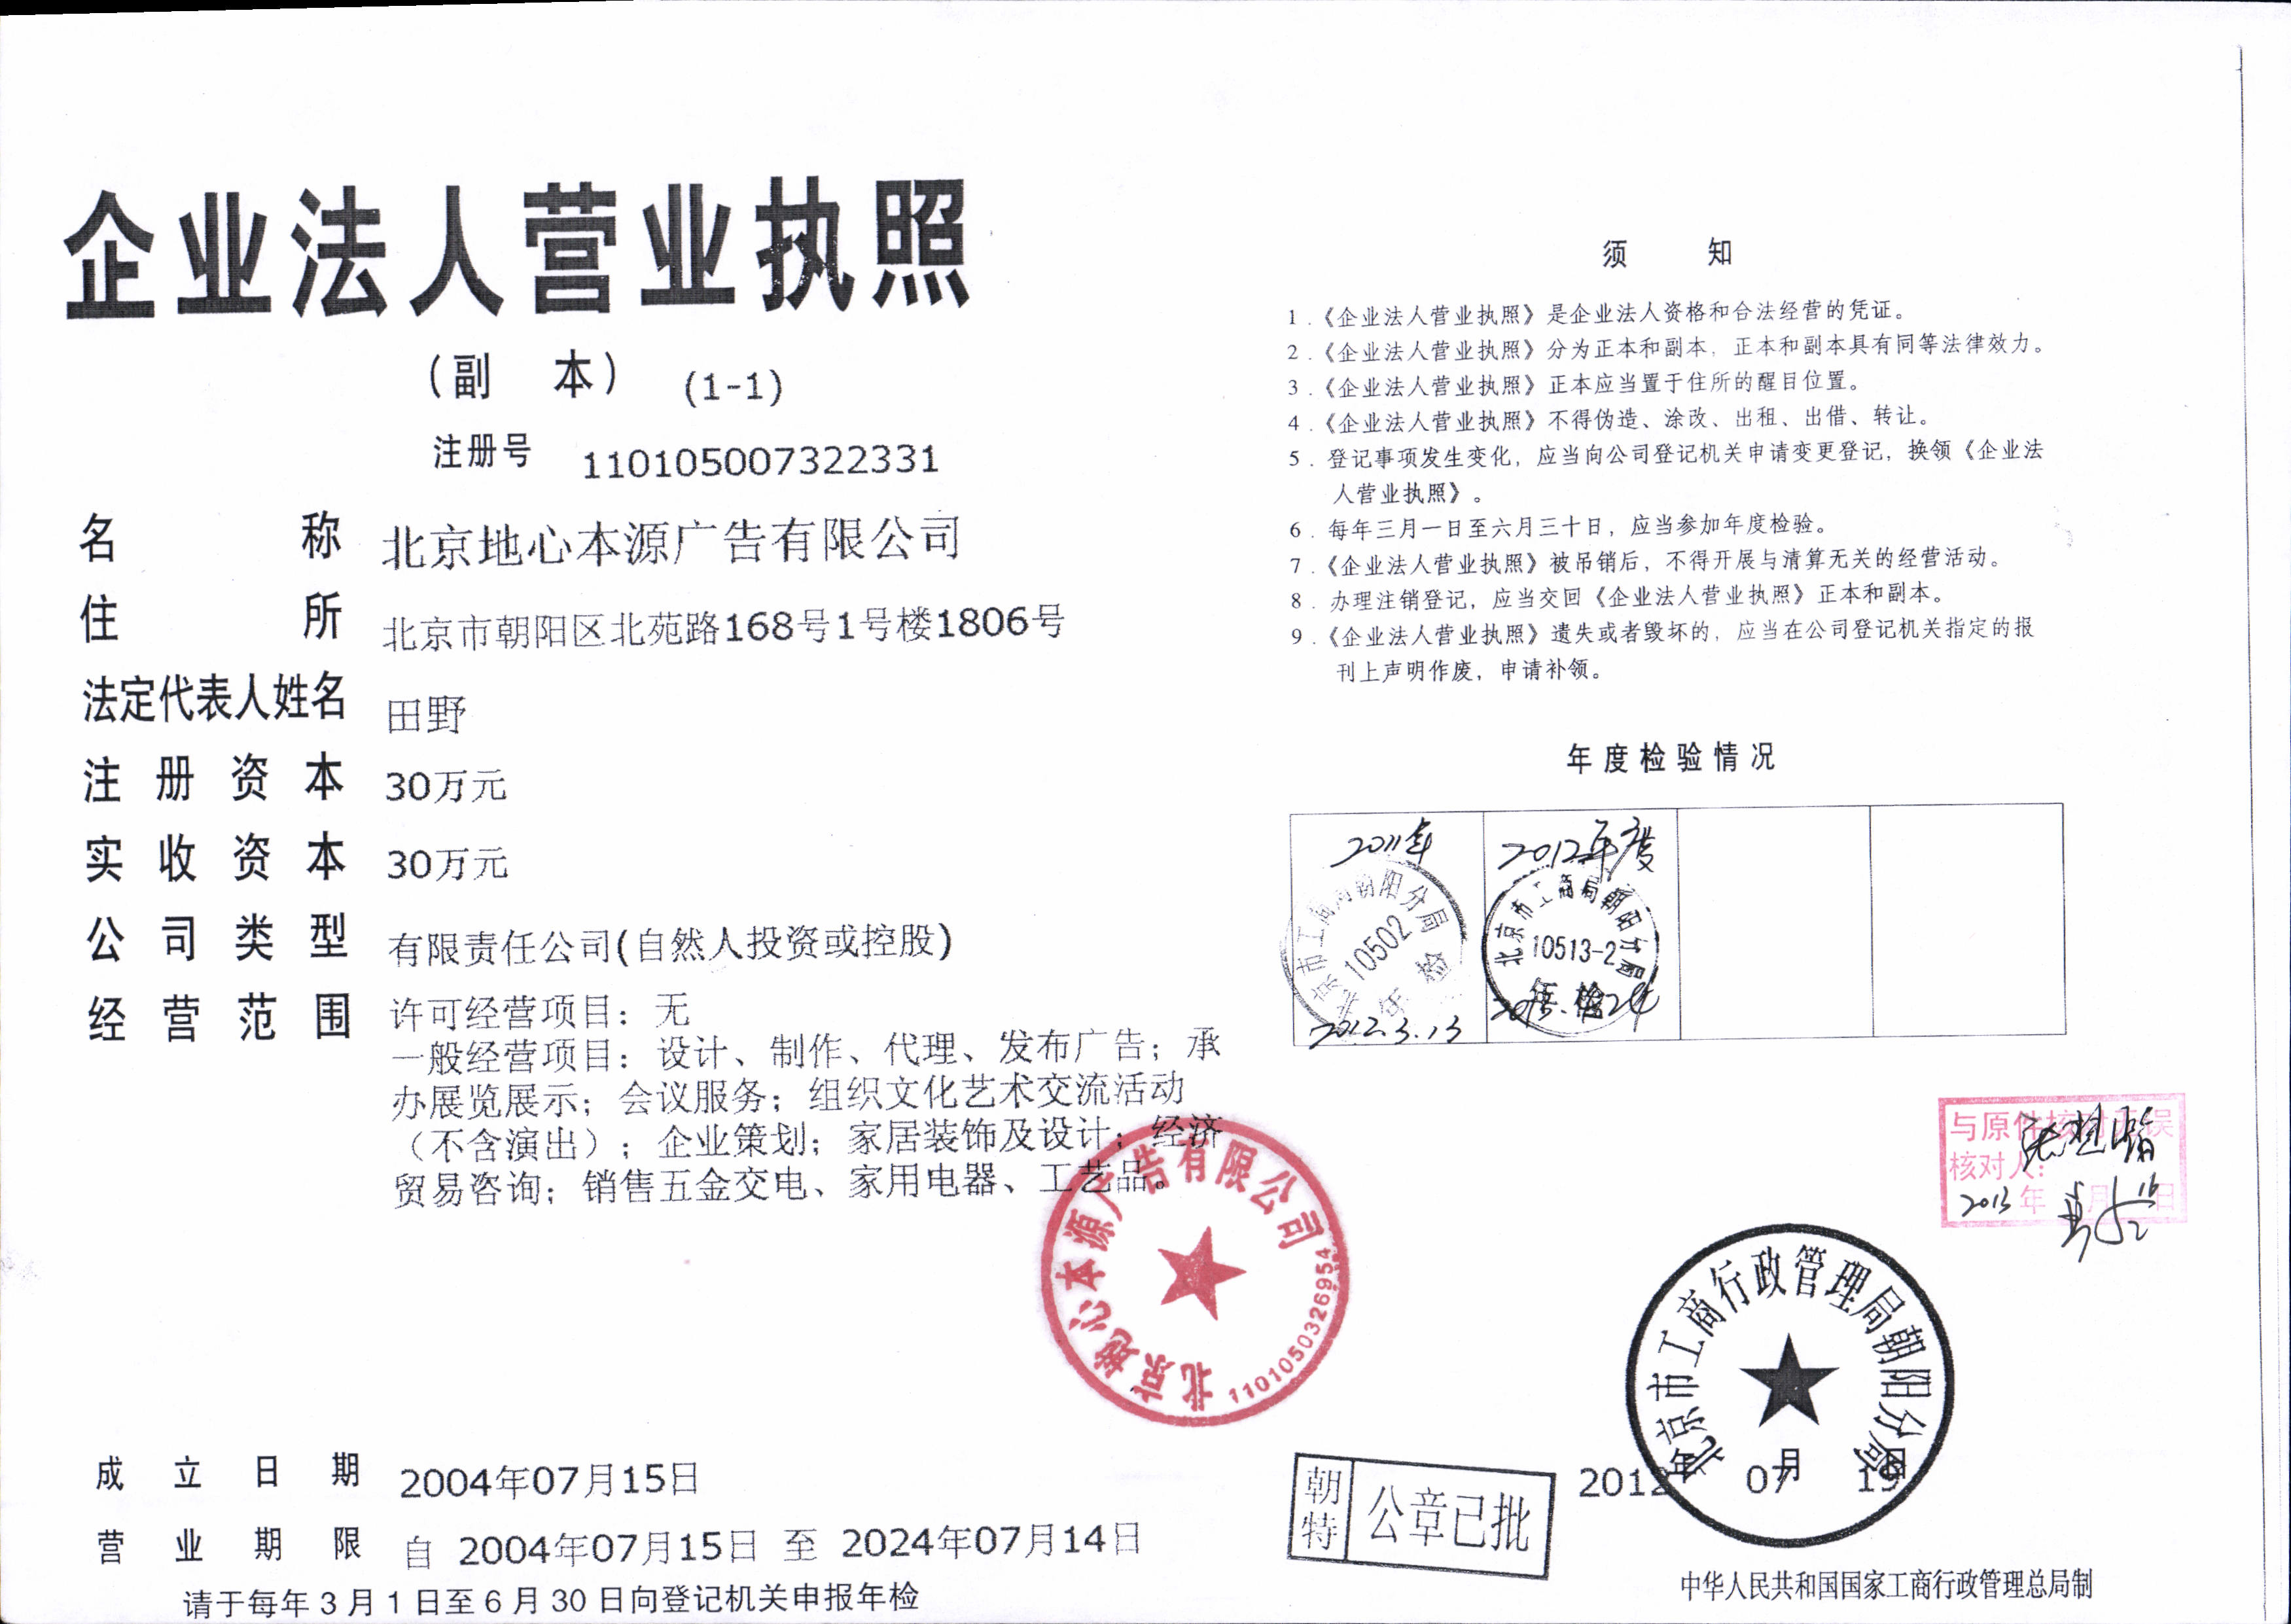 企业法人营业执照
（副 本） (1-1)
注册号 110105007322331
名 称 北京地心本源广告有限公司
住 所 北京市朝阳区北苑路168号1号楼1806号
法定代表人姓名 田野
注 册 资 本 30万元
实 收 资 本 30万元
公 司 类 型 有限责任公司(自然人投资或控股)
经 营 范 围 许可经营项目：无
一般经营项目：设计、制作、代理、发布广告；承
办展览展示；会议服务；组织文化艺术交流活动
（不含演出）；企业策划；家居装饰及设计；经济
贸易咨询；销售五金交电、家用电器、工艺品。
北京地心本源广告有限公司
1101050326954
成 立 日 期 2004年07月15日
营 业 期 限 自 2004年07月15日 至 2024年07月14日
请于每年3月1日至6月30日向登记机关申报年检
须 知
1．《企业法人营业执照》是企业法人资格和合法经营的凭证。
2．《企业法人营业执照》分为正本和副本，正本和副本具有同等法律效力。
3．《企业法人营业执照》正本应当置于住所的醒目位置。
4．《企业法人营业执照》不得伪造、涂改、出租、出借、转让。
5．登记事项发生变化，应当向公司登记机关申请变更登记，换领《企业法
人营业执照》。
6．每年三月一日至六月三十日，应当参加年度检验。
7．《企业法人营业执照》被吊销后，不得开展与清算无关的经营活动。
8．办理注销登记，应当交回《企业法人营业执照》正本和副本。
9．《企业法人营业执照》遗失或者毁坏的，应当在公司登记机关指定的报
刊上声明作废，申请补领。
年度检验情况
2011年
北京市工商局朝阳分局
10502
年检
2012.3.13
2012年度
北京市工商局朝阳分局
10513-2
年检
与原件核对无误
核对人：
2013 年 月 日
北京市工商行政管理局朝阳分局
2012年 07月 19日
朝特 公章已批
中华人民共和国国家工商行政管理总局制